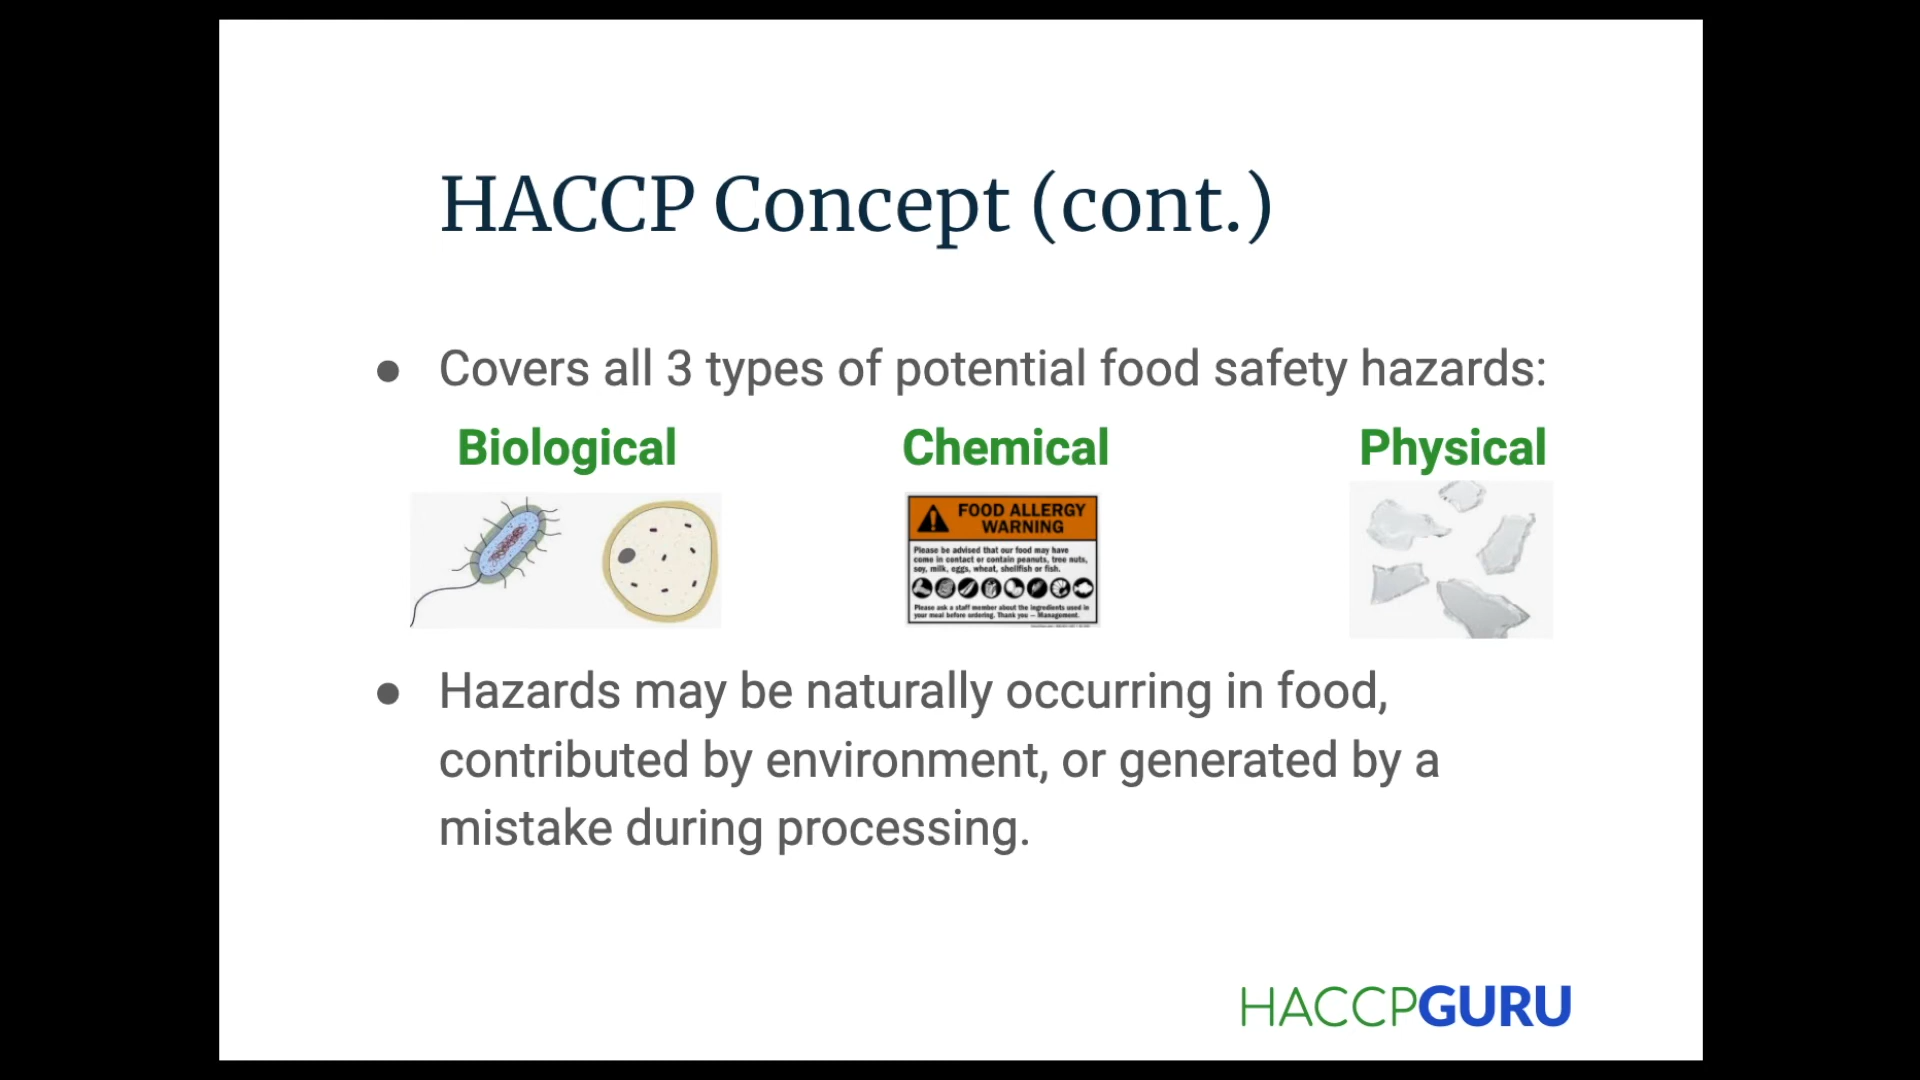 HACCP Concept (cont.)
● Covers all 3 types of potential food safety hazards:
Biological Chemical Physical
FOOD ALLERGY
WARNING
Please be advised that our food may have
come in contact or contain peanuts, tree nuts,
soy, milk, eggs, wheat, shellfish or fish.
Please ask a staff member about the ingredients used in
your meal before ordering. Thank you — Management.
● Hazards may be naturally occurring in food,
contributed by environment, or generated by a
mistake during processing.
HACCPGURU